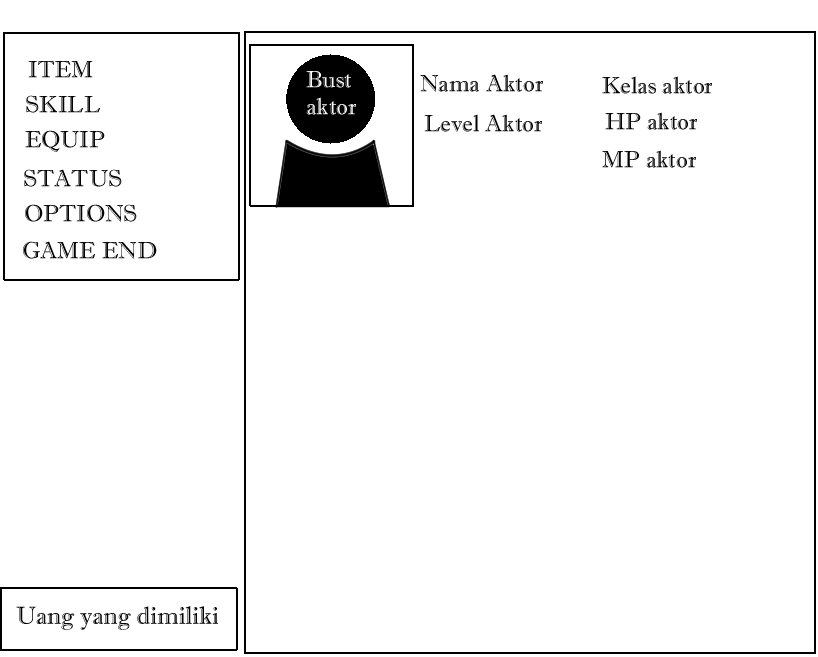 ITEM
SKILL
EQUIP
STATUS
OPTIONS
GAME END
Bust
aktor
Nama Aktor
Level Aktor
Kelas aktor
HP aktor
MP aktor
Uang yang dimiliki